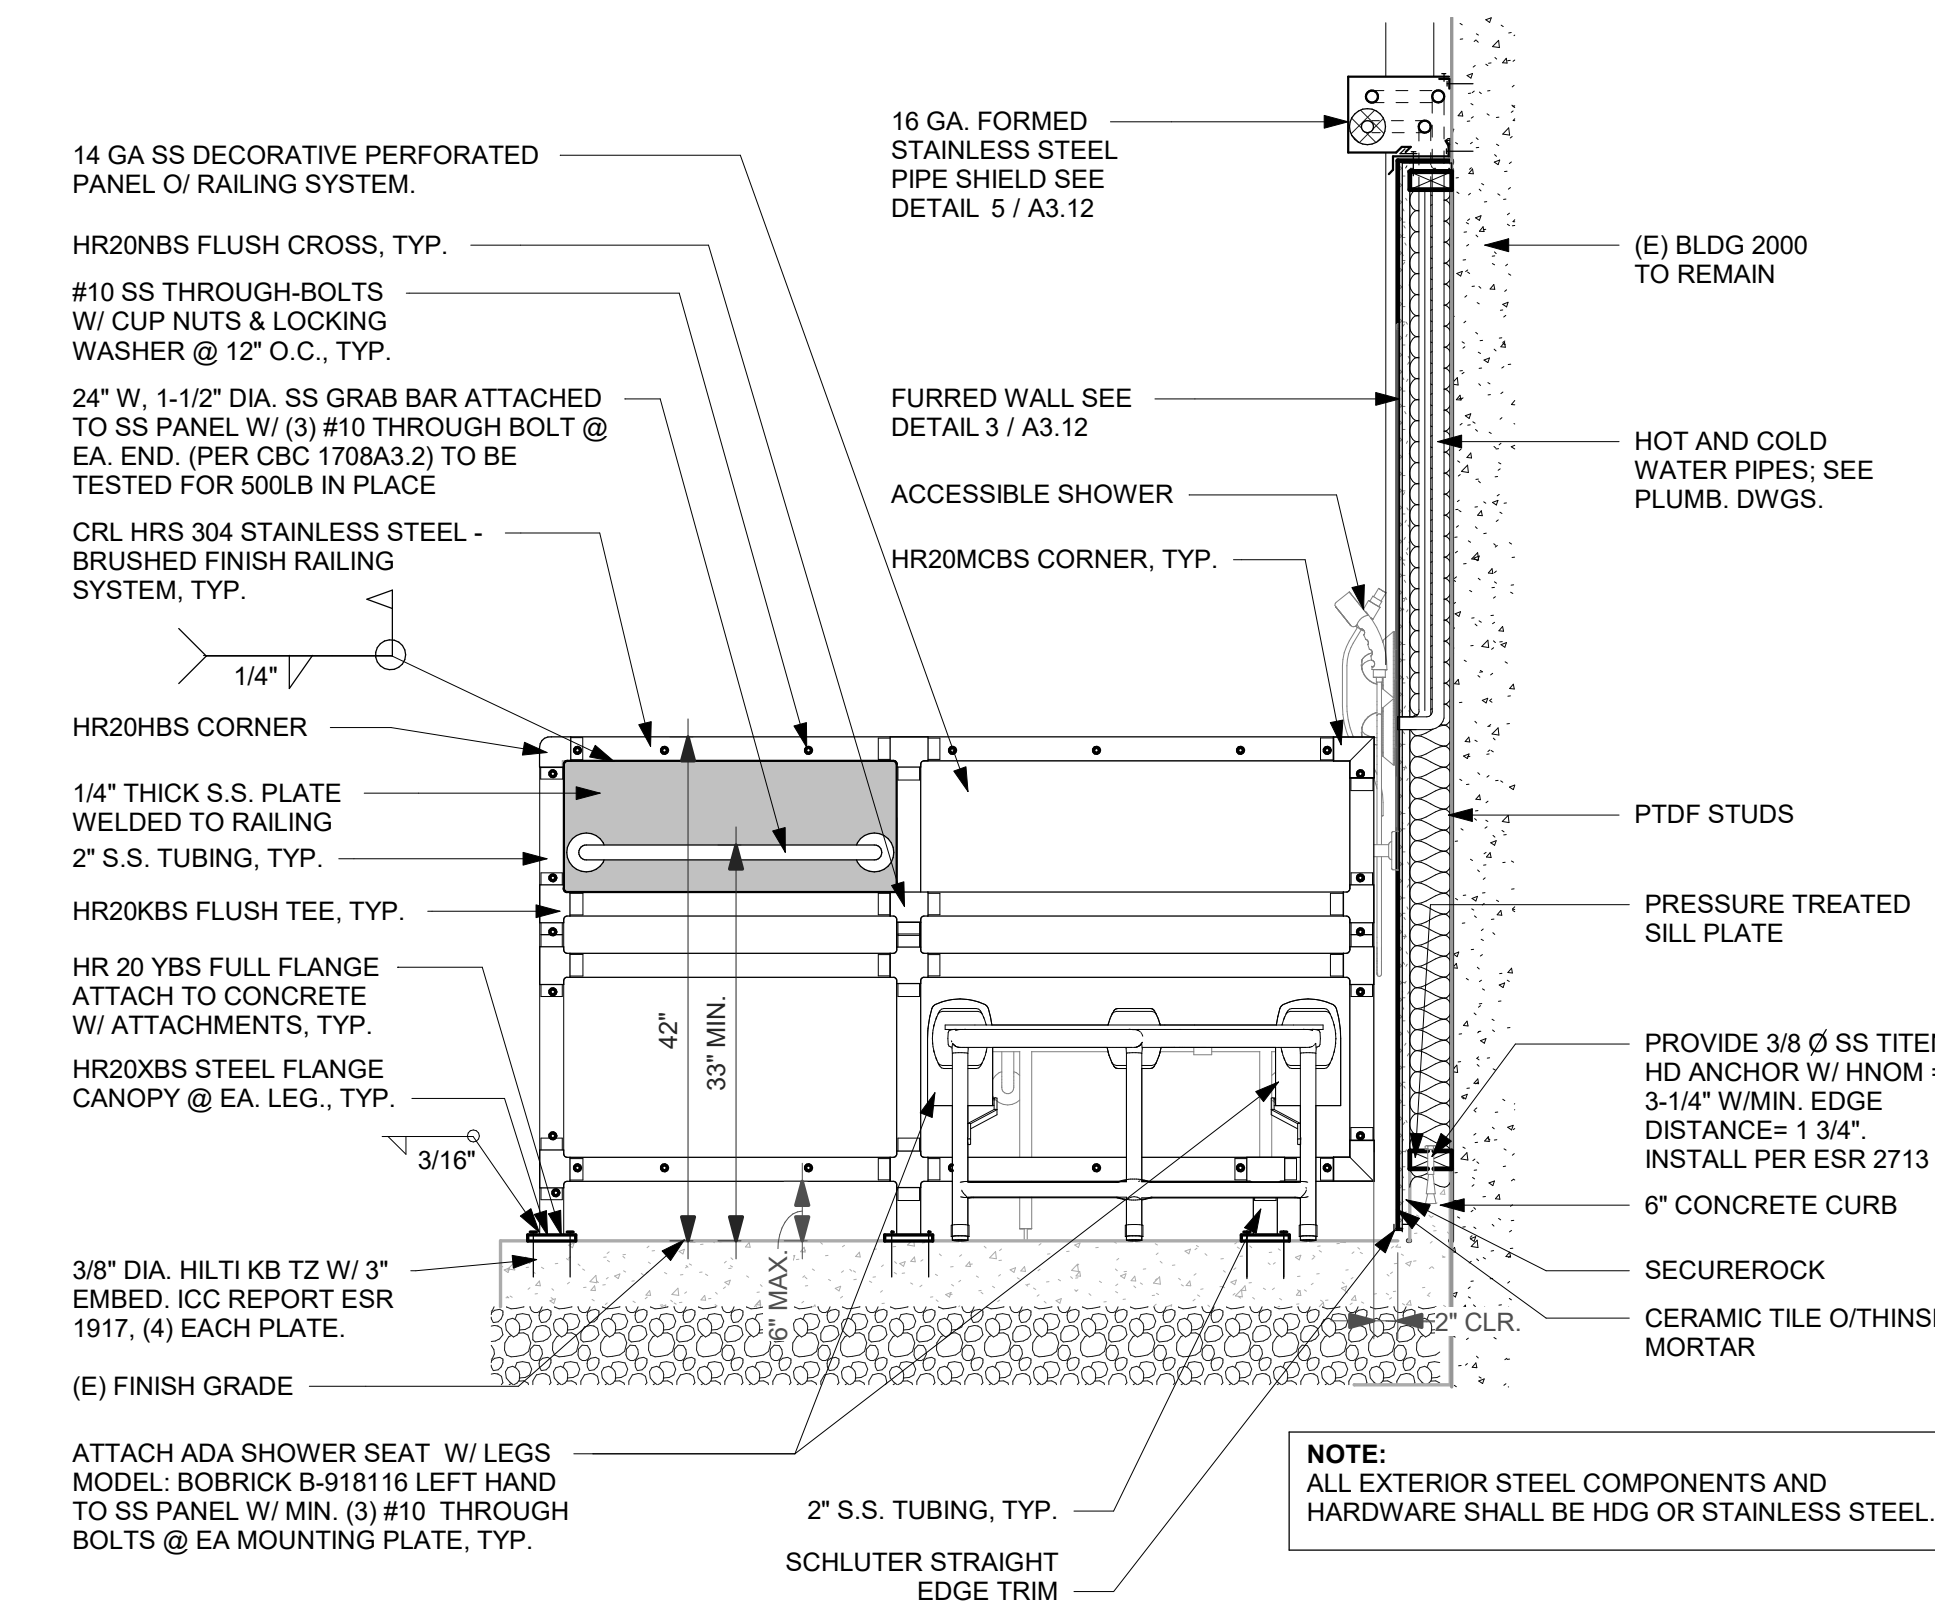 14 GA SS DECORATIVE PERFORATED
PANEL O/ RAILING SYSTEM.
HR20NBS FLUSH CROSS, TYP.
#10 SS THROUGH-BOLTS
W/ CUP NUTS & LOCKING
WASHER @ 12" O.C., TYP.
24" W, 1-1/2" DIA. SS GRAB BAR ATTACHED
TO SS PANEL W/ (3) #10 THROUGH BOLT @
EA. END. (PER CBC 1708A3.2) TO BE
TESTED FOR 500LB IN PLACE
CRL HRS 304 STAINLESS STEEL -
BRUSHED FINISH RAILING
SYSTEM, TYP.
1/4"
HR20HBS CORNER
1/4" THICK S.S. PLATE
WELDED TO RAILING
2" S.S. TUBING, TYP.
HR20KBS FLUSH TEE, TYP.
HR 20 YBS FULL FLANGE
ATTACH TO CONCRETE
W/ ATTACHMENTS, TYP.
HR20XBS STEEL FLANGE
CANOPY @ EA. LEG., TYP.
3/16"
3/8" DIA. HILTI KB TZ W/ 3"
EMBED. ICC REPORT ESR
1917, (4) EACH PLATE.
(E) FINISH GRADE
ATTACH ADA SHOWER SEAT W/ LEGS
MODEL: BOBRICK B-918116 LEFT HAND
TO SS PANEL W/ MIN. (3) #10 THROUGH
BOLTS @ EA MOUNTING PLATE, TYP.
16 GA. FORMED
STAINLESS STEEL
PIPE SHIELD SEE
DETAIL 5 / A3.12
FURRED WALL SEE
DETAIL 3 / A3.12
ACCESSIBLE SHOWER
HR20MCBS CORNER, TYP.
42"
33" MIN.
6" MAX.
2" CLR.
2" S.S. TUBING, TYP.
SCHLUTER STRAIGHT
EDGE TRIM
(E) BLDG 2000
TO REMAIN
HOT AND COLD
WATER PIPES; SEE
PLUMB. DWGS.
PTDF STUDS
PRESSURE TREATED
SILL PLATE
PROVIDE 3/8 Ø SS
HD ANCHOR W/ HNOM =
3-1/4" W/MIN. EDGE
DISTANCE= 1 3/4".
INSTALL PER ESR 2713
6" CONCRETE CURB
SECUREROCK
CERAMIC TILE
MORTAR
NOTE:
ALL EXTERIOR STEEL COMPONENTS AND
HARDWARE SHALL BE HDG OR STAINLESS STEEL.